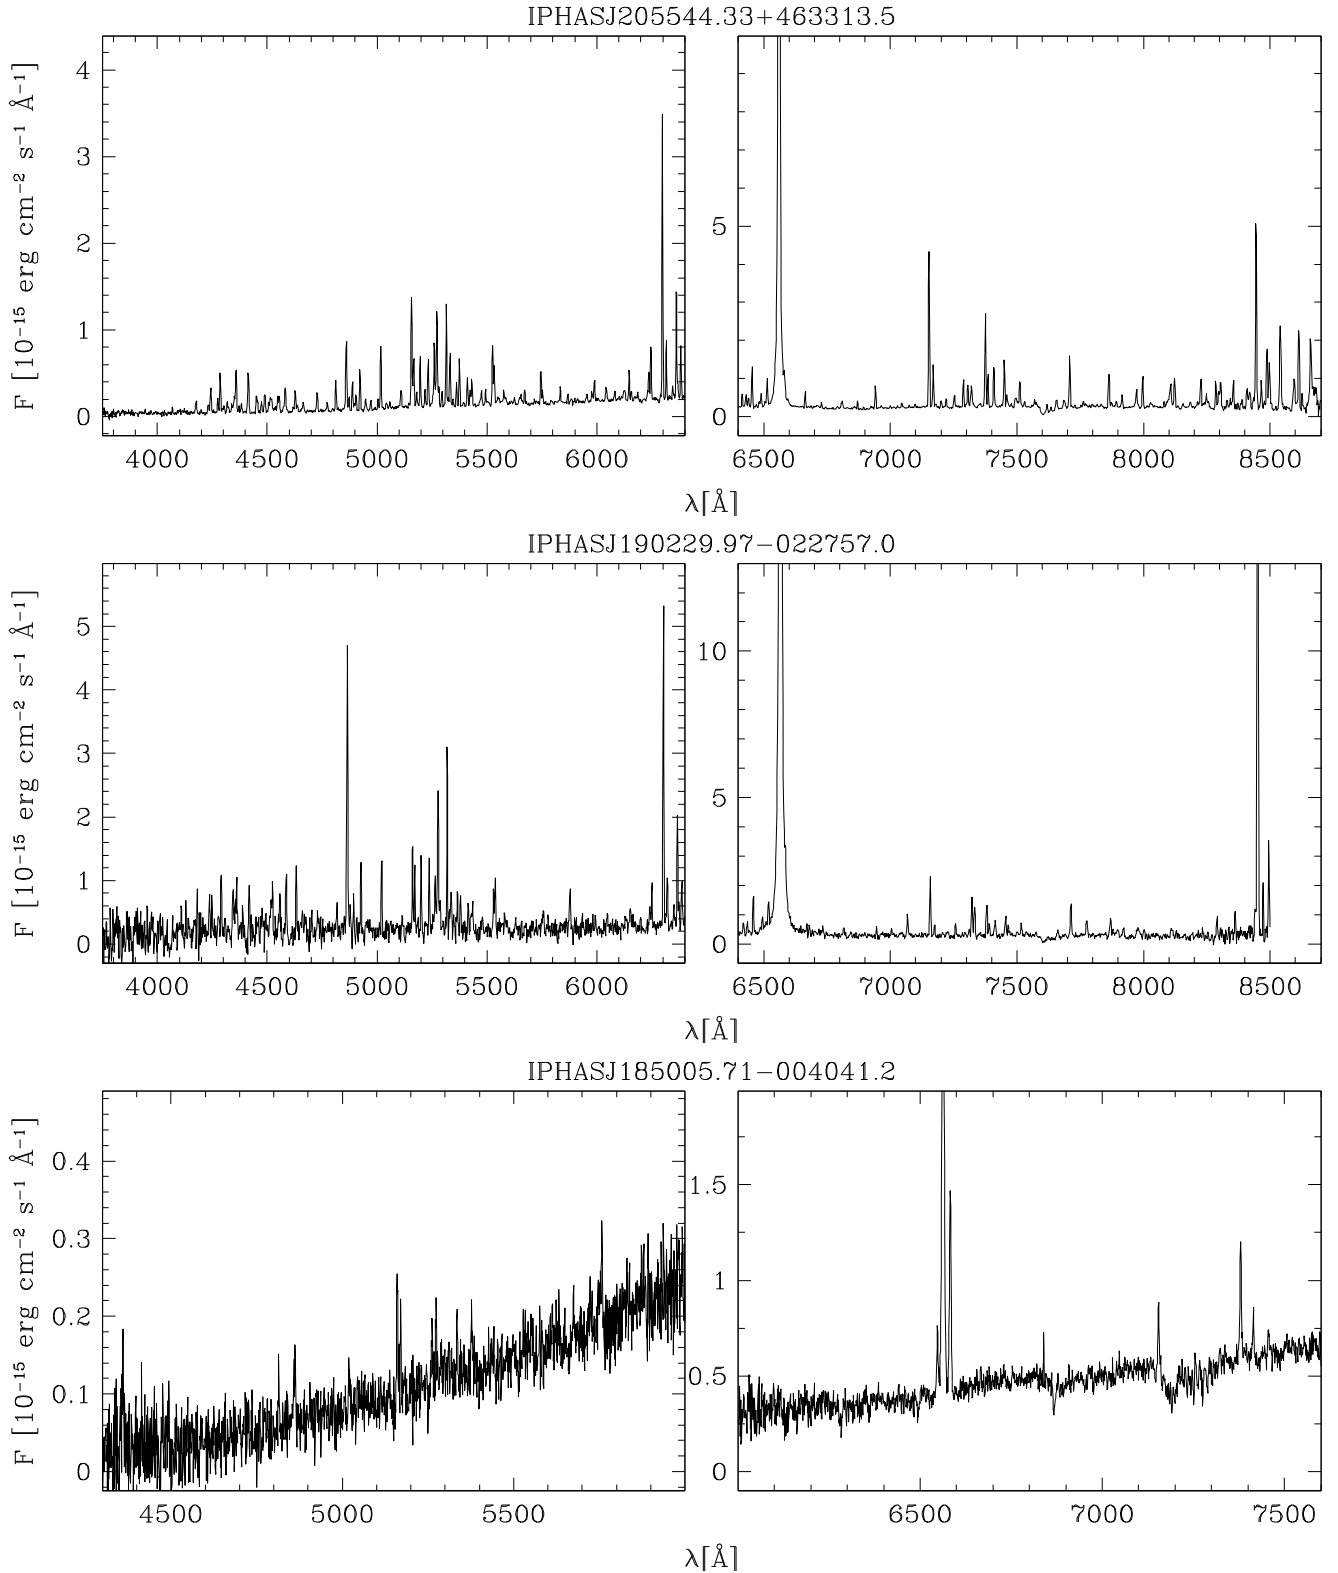 IPHASJ205544.33+463313.5
F [10⁻¹⁵ erg cm⁻² s⁻¹ Å⁻¹]
4
3
2
1
0
5
0
4000 4500 5000 5500 6000 6500 7000 7500 8000 8500
λ[Å]
IPHASJ190229.97−022757.0
F [10⁻¹⁵ erg cm⁻² s⁻¹ Å⁻¹]
5
4
3
2
1
0
10
5
0
4000 4500 5000 5500 6000 6500 7000 7500 8000 8500
λ[Å]
IPHASJ185005.71−004041.2
F [10⁻¹⁵ erg cm⁻² s⁻¹ Å⁻¹]
0.4
0.3
0.2
0.1
0
1.5
1
0.5
0
4500 5000 5500 6500 7000 7500
λ[Å]